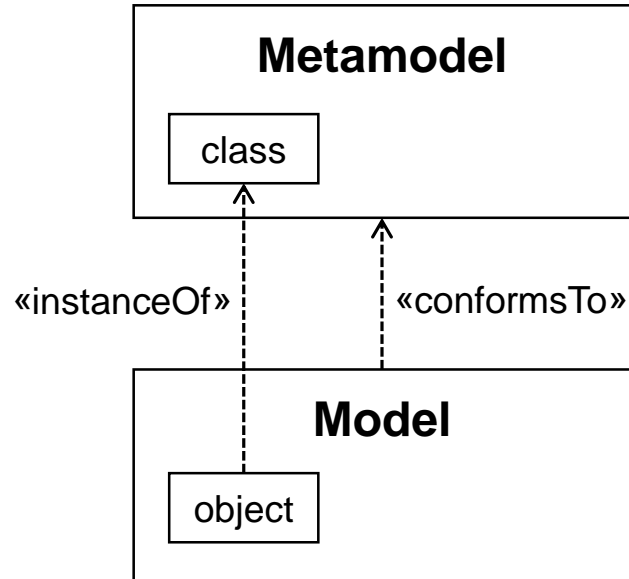 Metamodel
class
«instanceOf»
«conformsTo»
Model
object